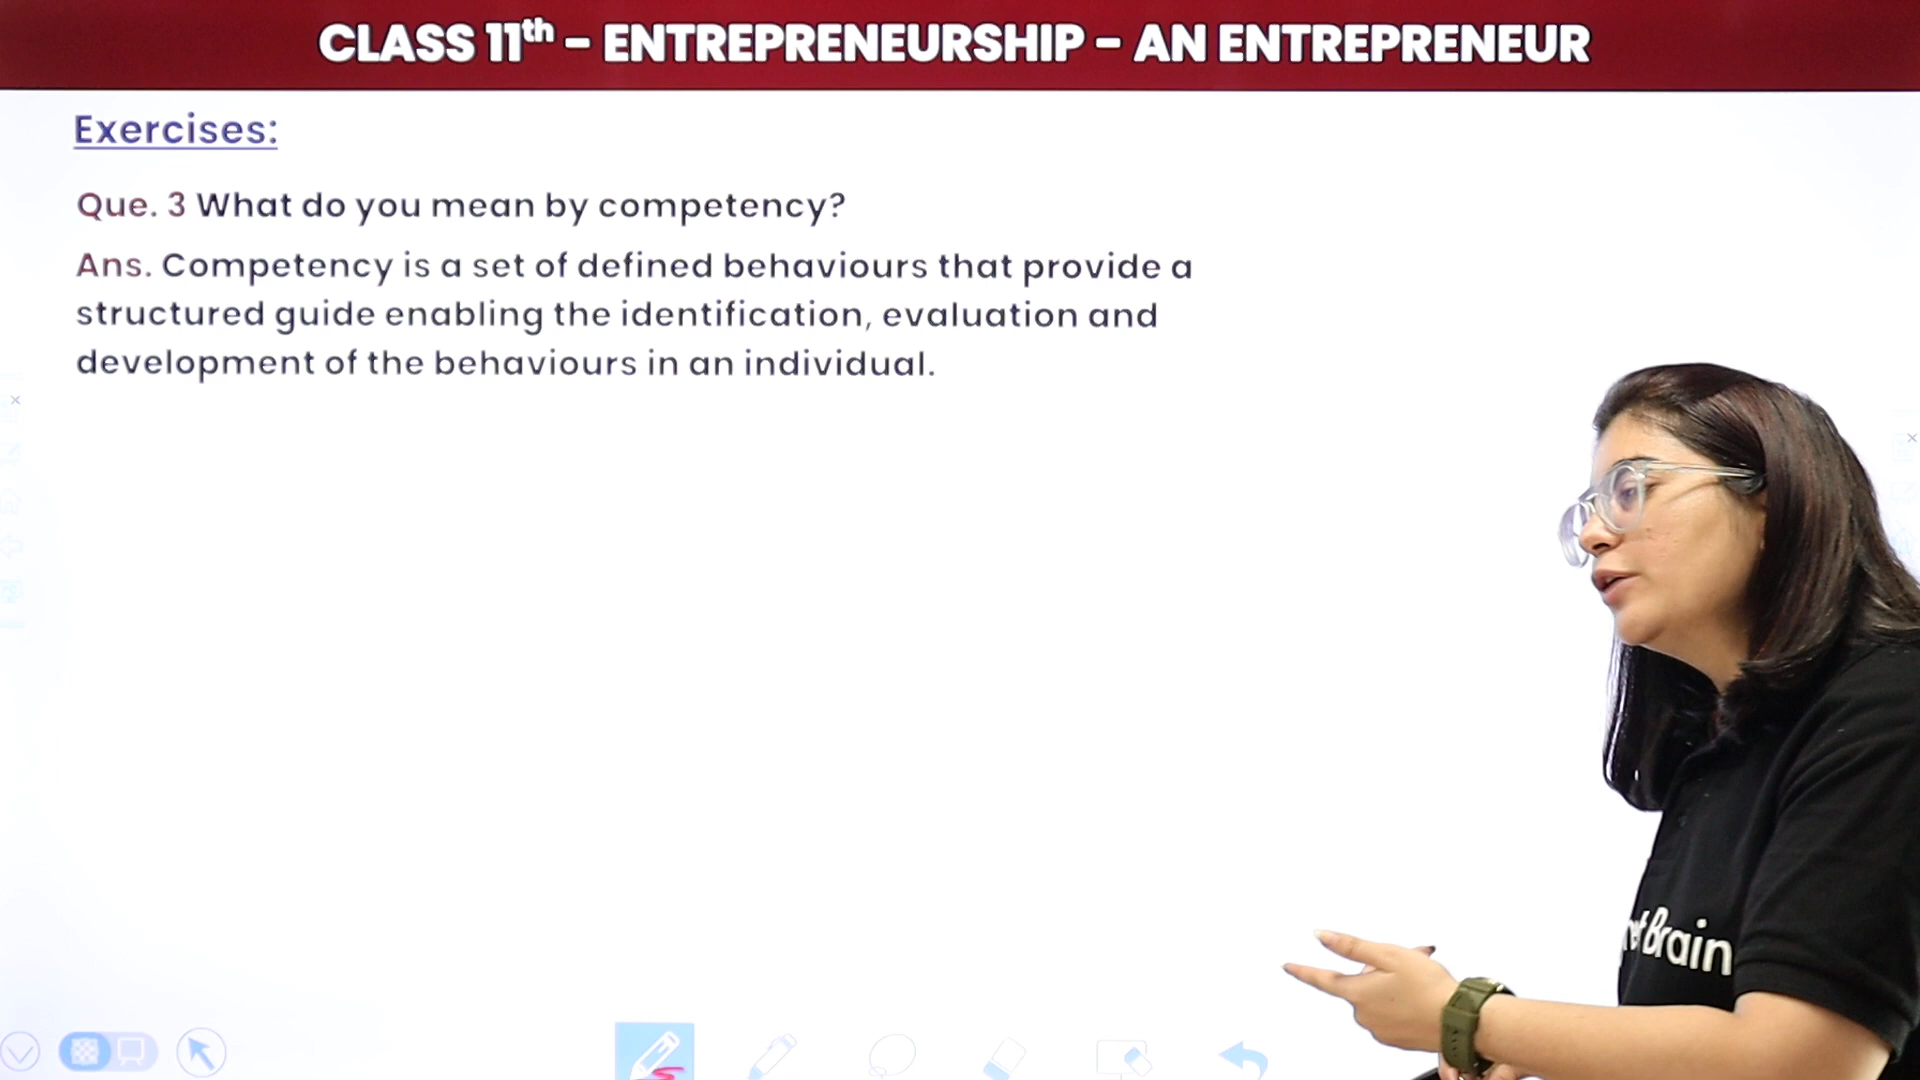 CLASS 11th – ENTREPRENEURSHIP – AN ENTREPRENEUR
Exercises:
Que. 3 What do you mean by competency?
Ans. Competency is a set of defined behaviours that provide a
structured guide enabling the identification, evaluation and
development of the behaviours in an individual.
Brain